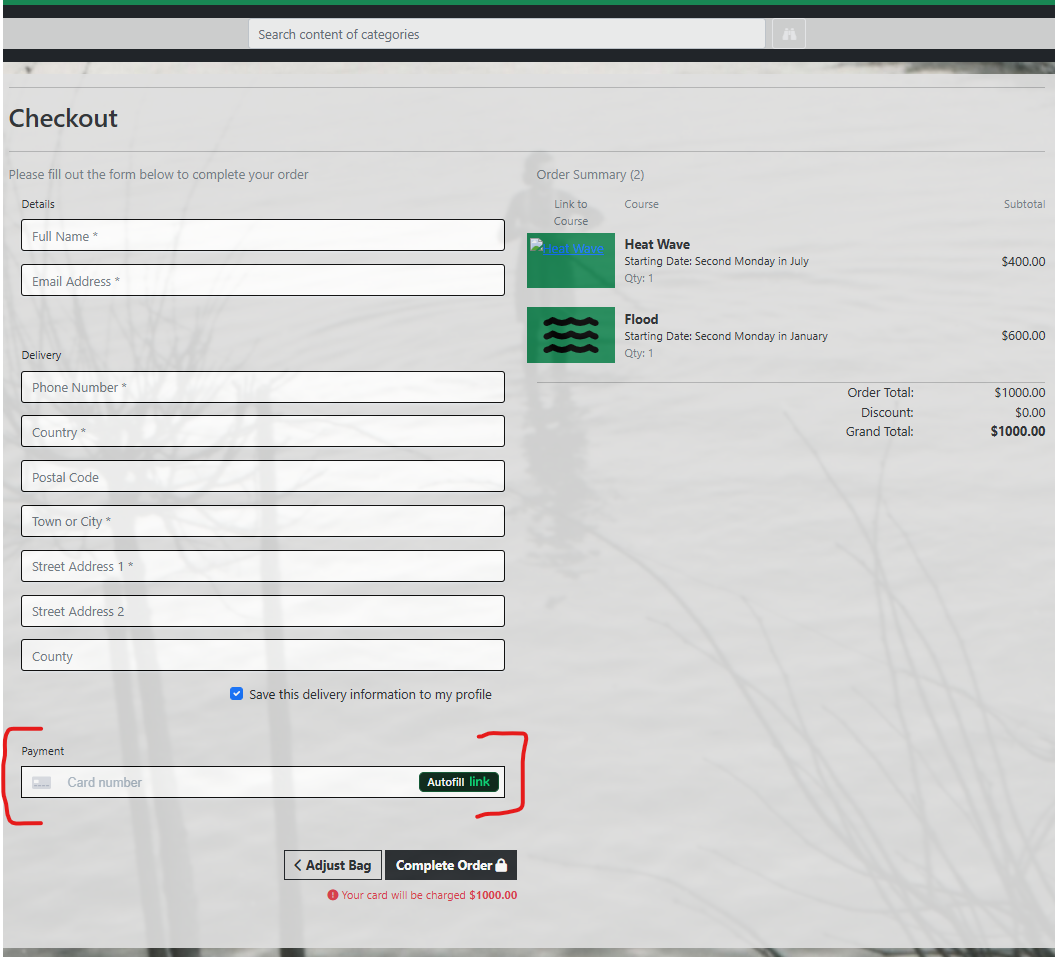 Search content of categories
Checkout
Please fill out the form below to complete your order
Details
Full Name *
Email Address *
Delivery
Phone Number *
Country *
Postal Code
Town or City *
Street Address 1 *
Street Address 2
County
Save this delivery information to my profile
Payment
Card number
Autofill link
Adjust Bag
Complete Order
Your card will be charged $1000.00
Order Summary (2)
Link to
Course
Course
Subtotal
Heat Wave
Heat Wave
Starting Date: Second Monday in July
Qty: 1
$400.00
Flood
Starting Date: Second Monday in January
Qty: 1
$600.00
Order Total: $1000.00
Discount: $0.00
Grand Total: $1000.00